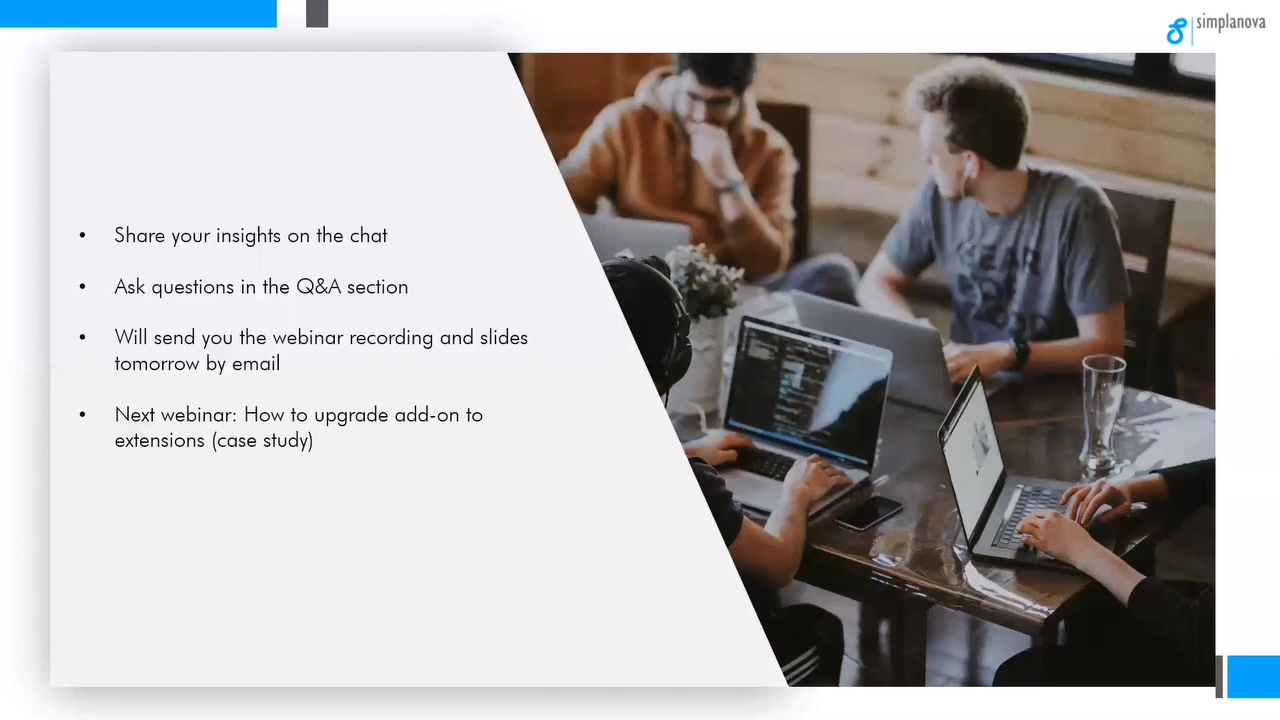 simplanova
• Share your insights on the chat
• Ask questions in the Q&A section
• Will send you the webinar recording and slides
tomorrow by email
• Next webinar: How to upgrade add-on to
extensions (case study)